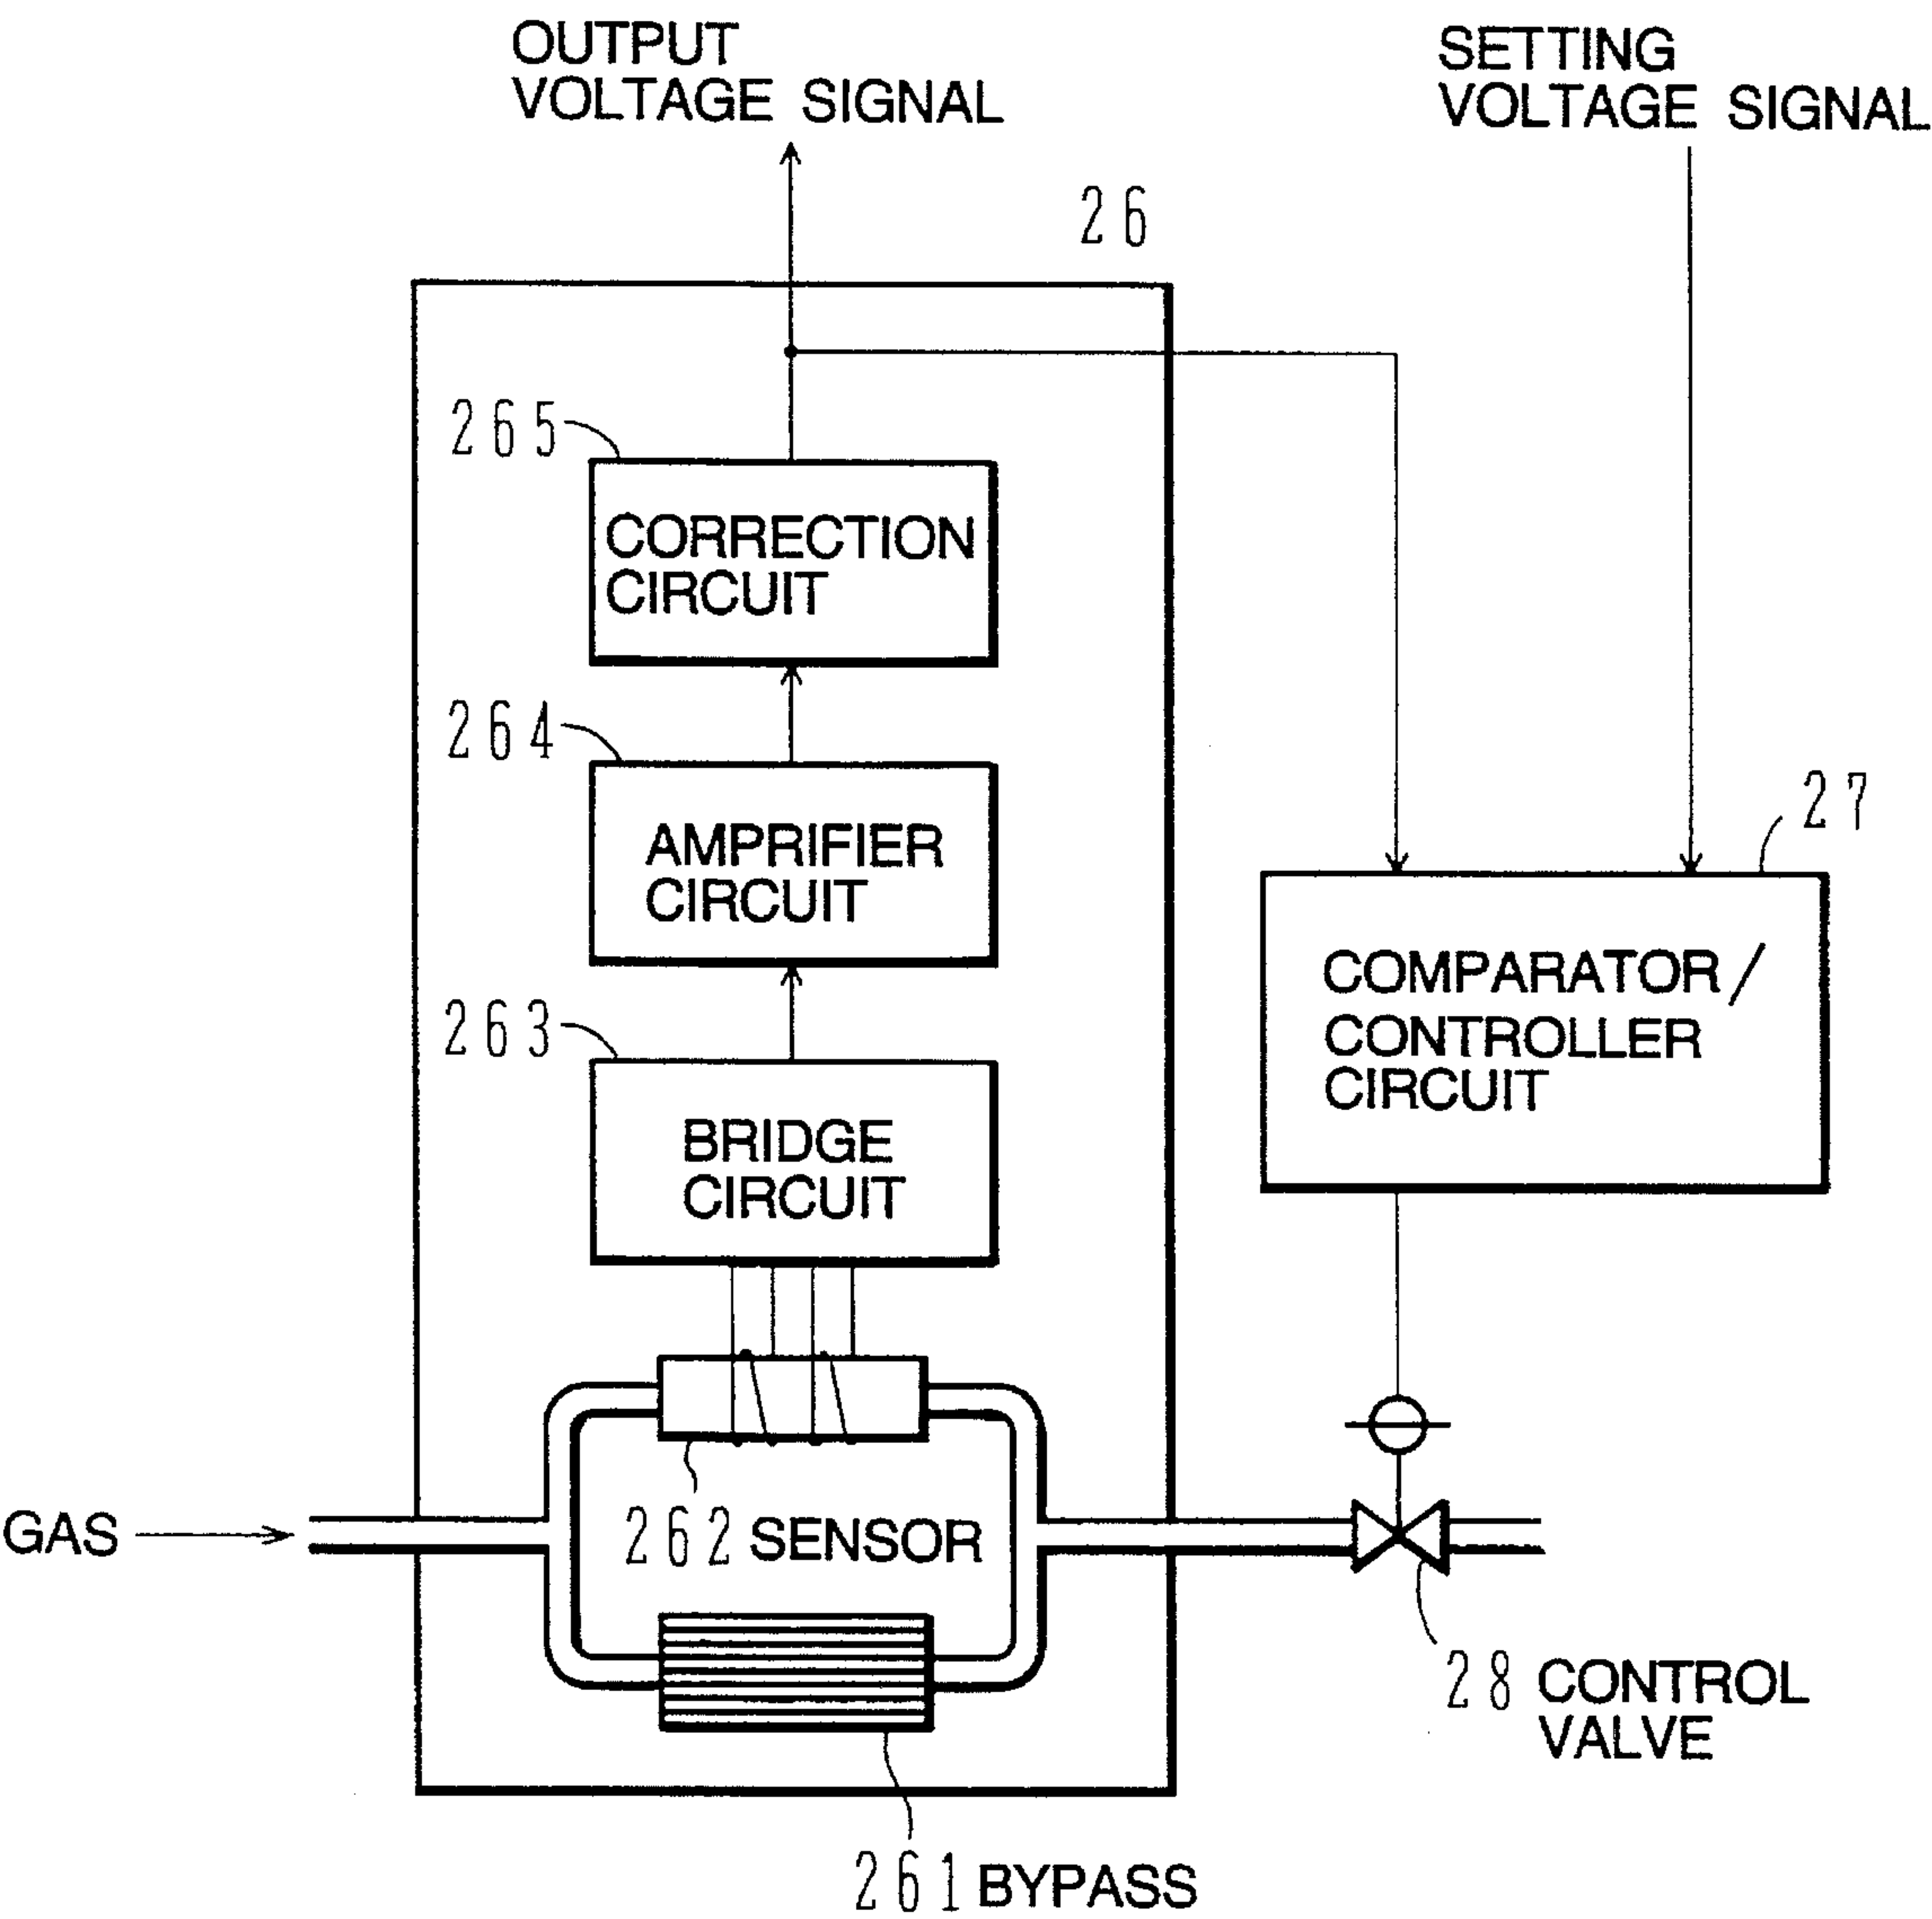 OUTPUT
VOLTAGE SIGNAL
SETTING
VOLTAGE SIGNAL
26
265
CORRECTION
CIRCUIT
264
AMPRIFIER
CIRCUIT
27
COMPARATOR/
CONTROLLER
CIRCUIT
263
BRIDGE
CIRCUIT
GAS
262 SENSOR
28 CONTROL
VALVE
261 BYPASS